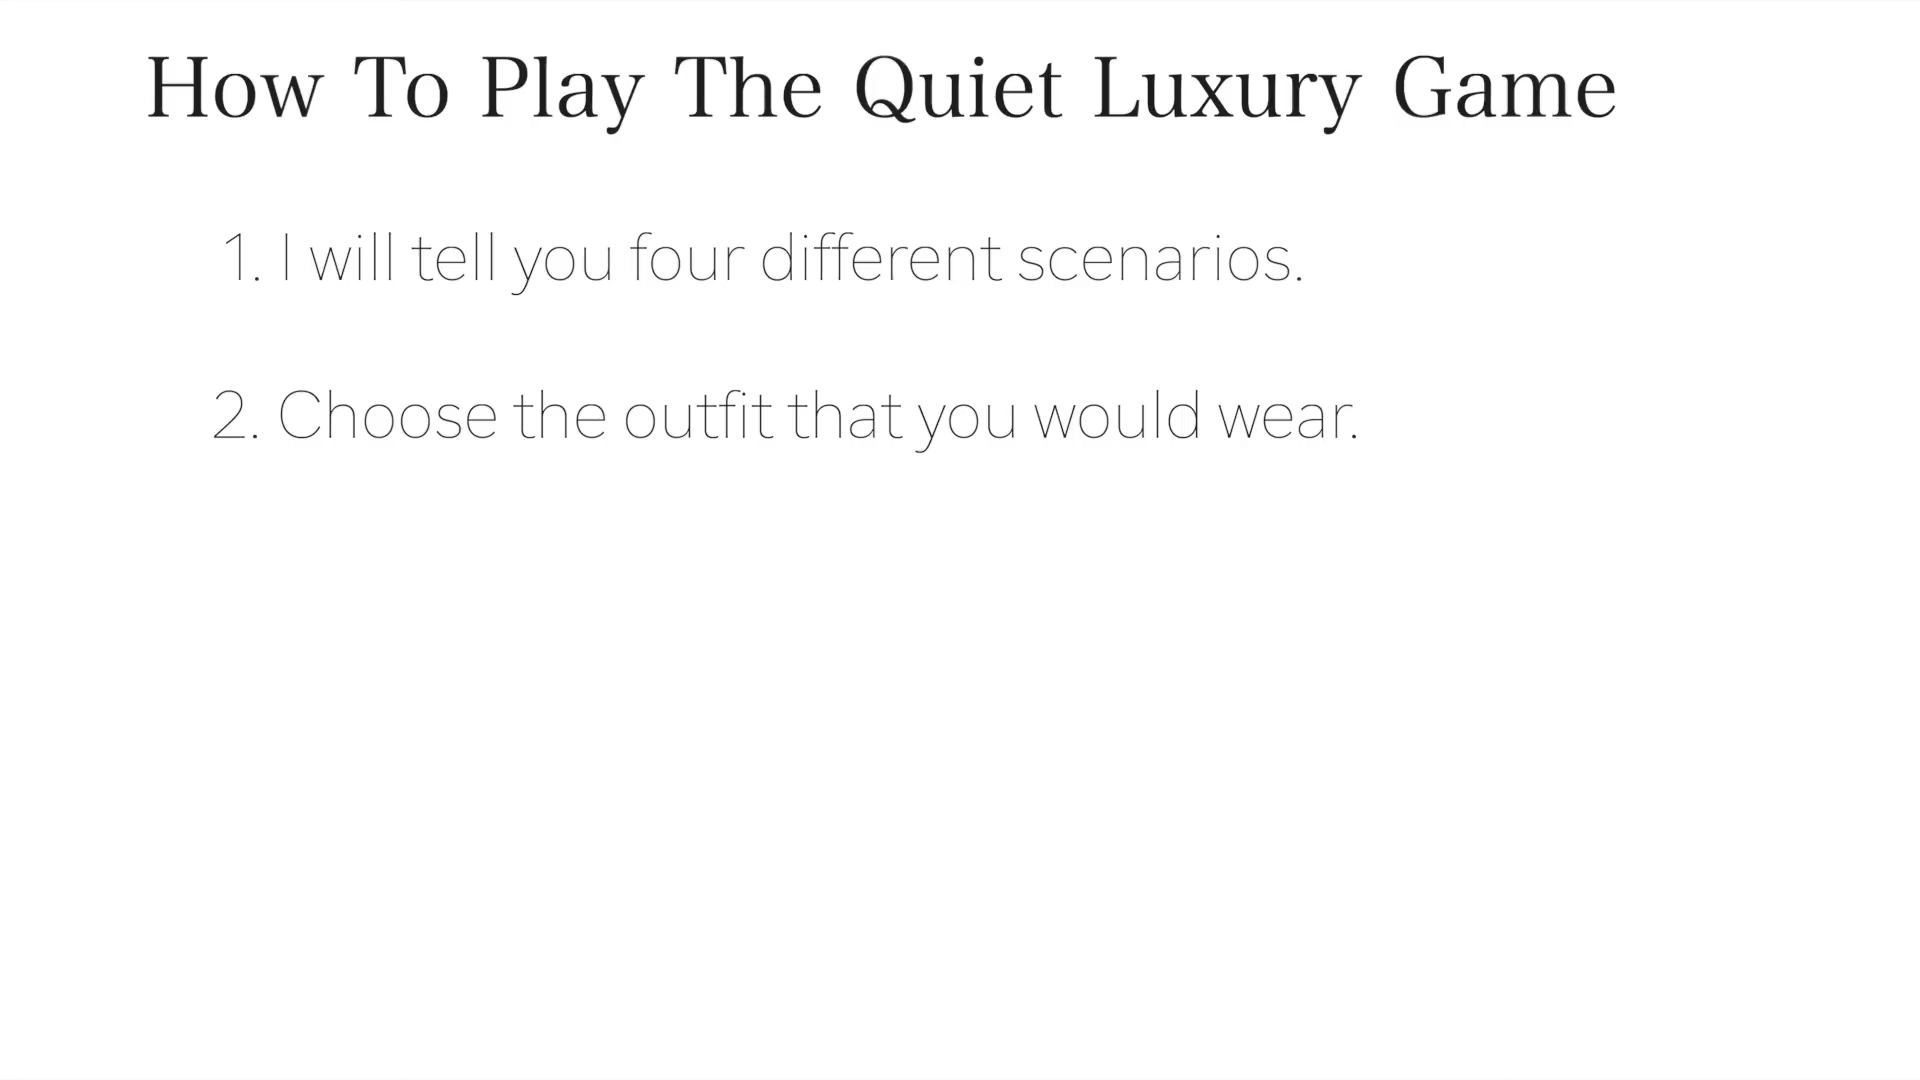 How To Play The Quiet Luxury Game
1. I will tell you four different scenarios.
2. Choose the outfit that you would wear.